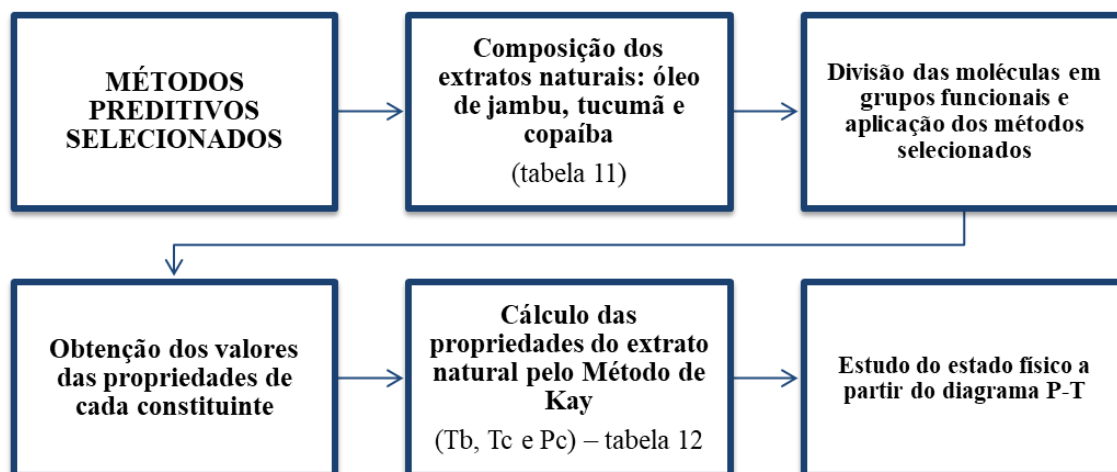 MÉTODOS
PREDITIVOS
SELECIONADOS
Composição dos
extratos naturais: óleo
de jambu, tucumã e
copaíba
(tabela 11)
Divisão das moléculas em
grupos funcionais e
aplicação dos métodos
selecionados
Obtenção dos valores
das propriedades de
cada constituinte
Cálculo das
propriedades do extrato
natural pelo Método de
Kay
(Tb, Tc e Pc) – tabela 12
Estudo do estado físico a
partir do diagrama P-T